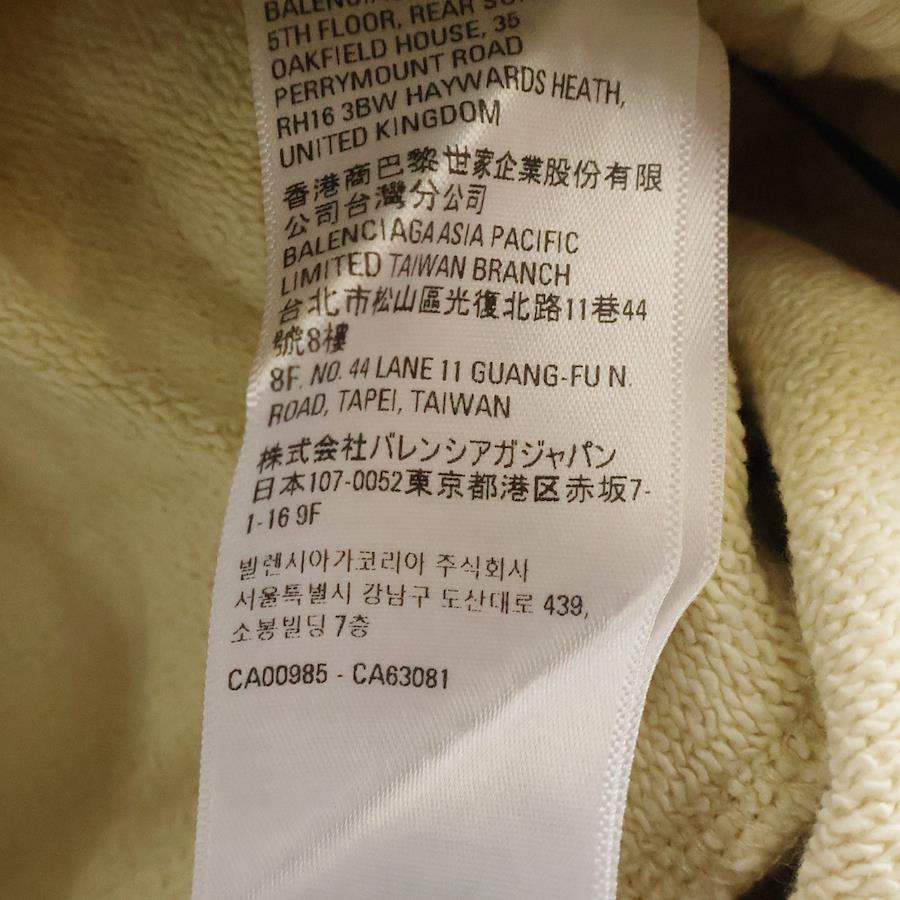 BALENCIAGA
5TH FLOOR, REAR
OAKFIELD HOUSE, 35
PERRYMOUNT ROAD
RH16 3BW HAYWARDS HEATH,
UNITED KINGDOM
香港商巴黎世家企業股份有限
公司台灣分公司
BALENCIAGA ASIA PACIFIC
LIMITED TAIWAN BRANCH
台北市松山區光復北路11巷44
號8樓
8F. NO. 44 LANE 11 GUANG-FU N.
ROAD, TAPEI, TAIWAN
株式会社バレンシアガジャパン
日本107-0052東京都港区赤坂7-
1-16 9F
발렌시아가코리아 주식회사
서울특별시 강남구 도산대로 439,
소봉빌딩 7층
CA00985 - CA63081